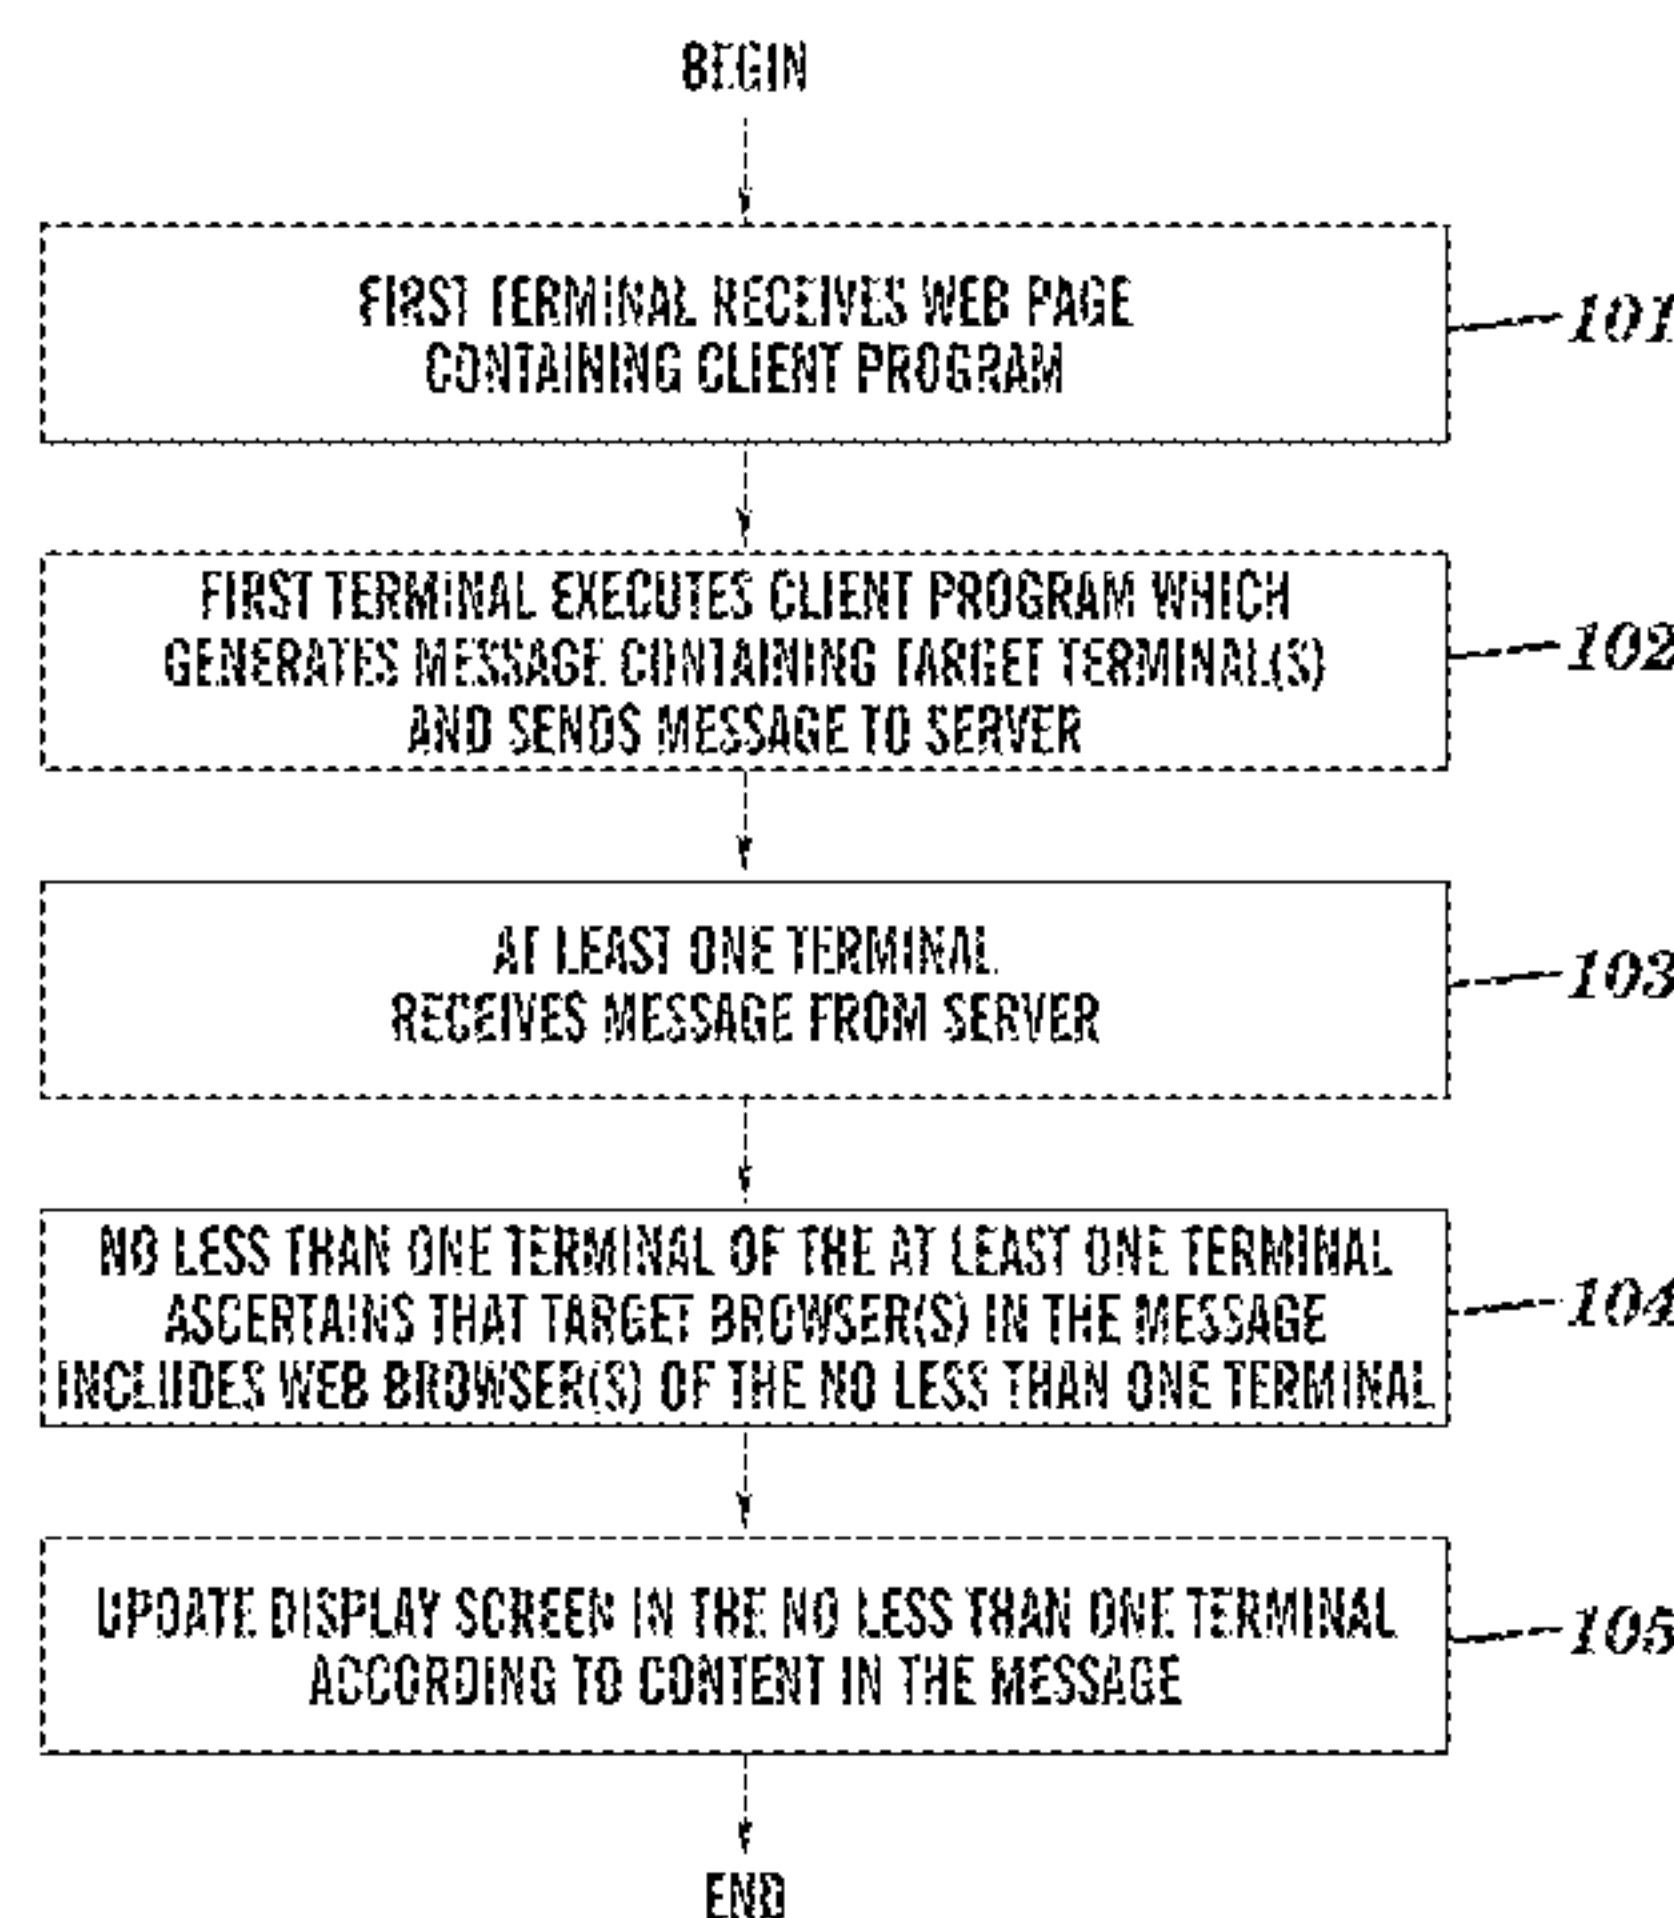 BEGIN
FIRST TERMINAL RECEIVES WEB PAGE
CONTAINING CLIENT PROGRAM
101
FIRST TERMINAL EXECUTES CLIENT PROGRAM WHICH
GENERATES MESSAGE CONTAINING TARGET TERMINAL(S)
AND SENDS MESSAGE TO SERVER
102
AT LEAST ONE TERMINAL
RECEIVES MESSAGE FROM SERVER
103
NO LESS THAN ONE TERMINAL OF THE AT LEAST ONE TERMINAL
ASCERTAINS THAT TARGET BROWSER(S) IN THE MESSAGE
INCLUDES WEB BROWSER(S) OF THE NO LESS THAN ONE TERMINAL
104
UPDATE DISPLAY SCREEN IN THE NO LESS THAN ONE TERMINAL
ACCORDING TO CONTENT IN THE MESSAGE
105
END